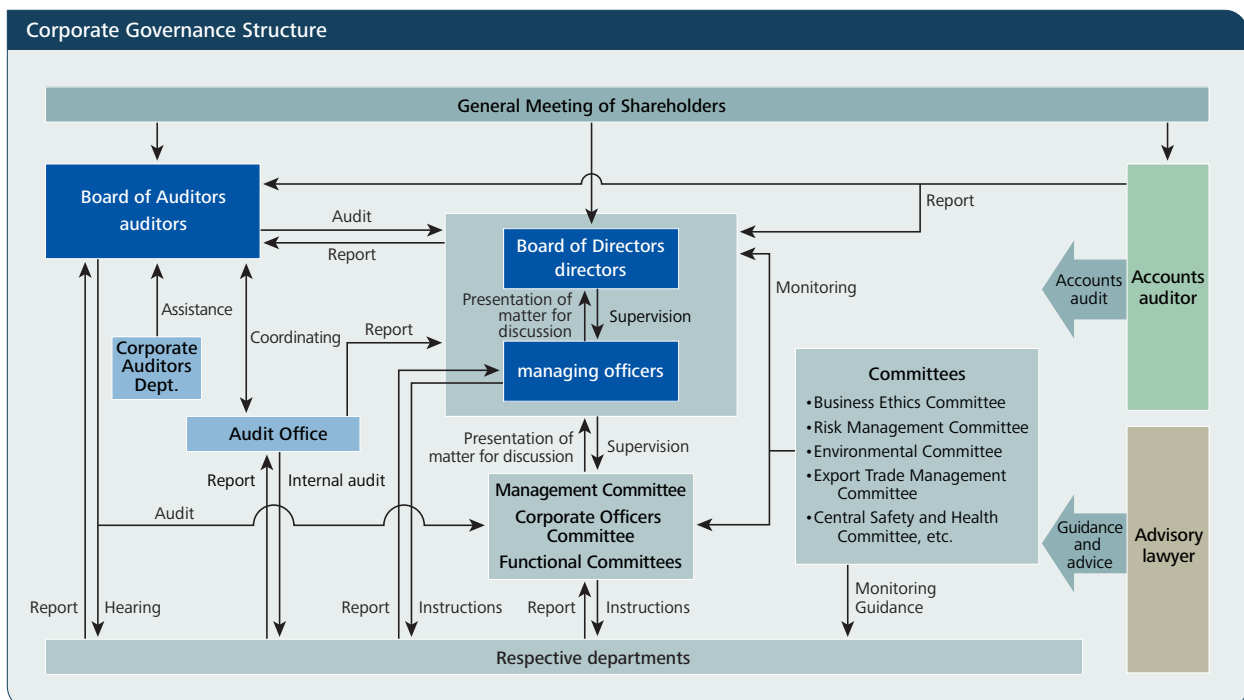 Corporate Governance Structure
General Meeting of Shareholders
Board of Auditors
auditors
Audit
Report
Board of Directors
directors
Report
Monitoring
Accounts
audit
Accounts
auditor
Assistance
Coordinating
Report
Presentation of
matter for
discussion
Supervision
Corporate
Auditors
Dept.
managing officers
Audit Office
Committees
•Business Ethics Committee
•Risk Management Committee
•Environmental Committee
•Export Trade Management
Committee
•Central Safety and Health
Committee, etc.
Presentation of
matter for discussion
Supervision
Report
Internal audit
Audit
Management Committee
Corporate Officers
Committee
Functional Committees
Guidance
and
advice
Advisory
lawyer
Report
Hearing
Report
Instructions
Report
Instructions
Monitoring
Guidance
Respective departments